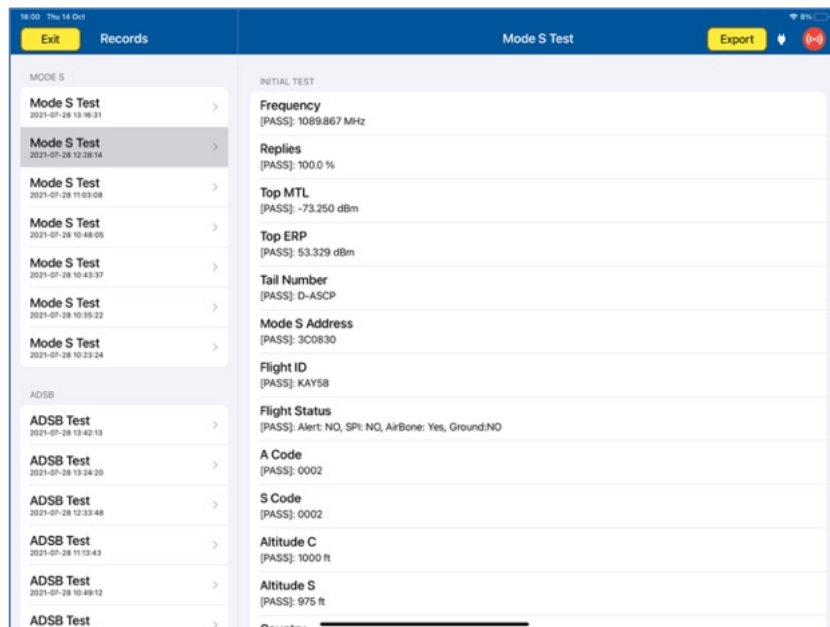 18:00 Thu 14 Oct
8%
Exit
Records
Mode S Test
Export
MODE S
Mode S Test
2021-07-28 13:16:31
Mode S Test
2021-07-28 12:28:14
Mode S Test
2021-07-28 11:03:08
Mode S Test
2021-07-28 10:48:05
Mode S Test
2021-07-28 10:43:37
Mode S Test
2021-07-28 10:35:22
Mode S Test
2021-07-28 10:23:24
ADSB
ADSB Test
2021-07-28 13:42:13
ADSB Test
2021-07-28 13:24:20
ADSB Test
2021-07-28 12:33:48
ADSB Test
2021-07-28 11:13:43
ADSB Test
2021-07-28 10:49:12
ADSB Test
INITIAL TEST
Frequency
[PASS]: 1089.867 MHz
Replies
[PASS]: 100.0 %
Top MTL
[PASS]: -73.250 dBm
Top ERP
[PASS]: 53.329 dBm
Tail Number
[PASS]: D-ASCP
Mode S Address
[PASS]: 3C0830
Flight ID
[PASS]: KAY58
Flight Status
[PASS]: Alert: NO, SPI: NO, AirBone: Yes, Ground:NO
A Code
[PASS]: 0002
S Code
[PASS]: 0002
Altitude C
[PASS]: 1000 ft
Altitude S
[PASS]: 975 ft